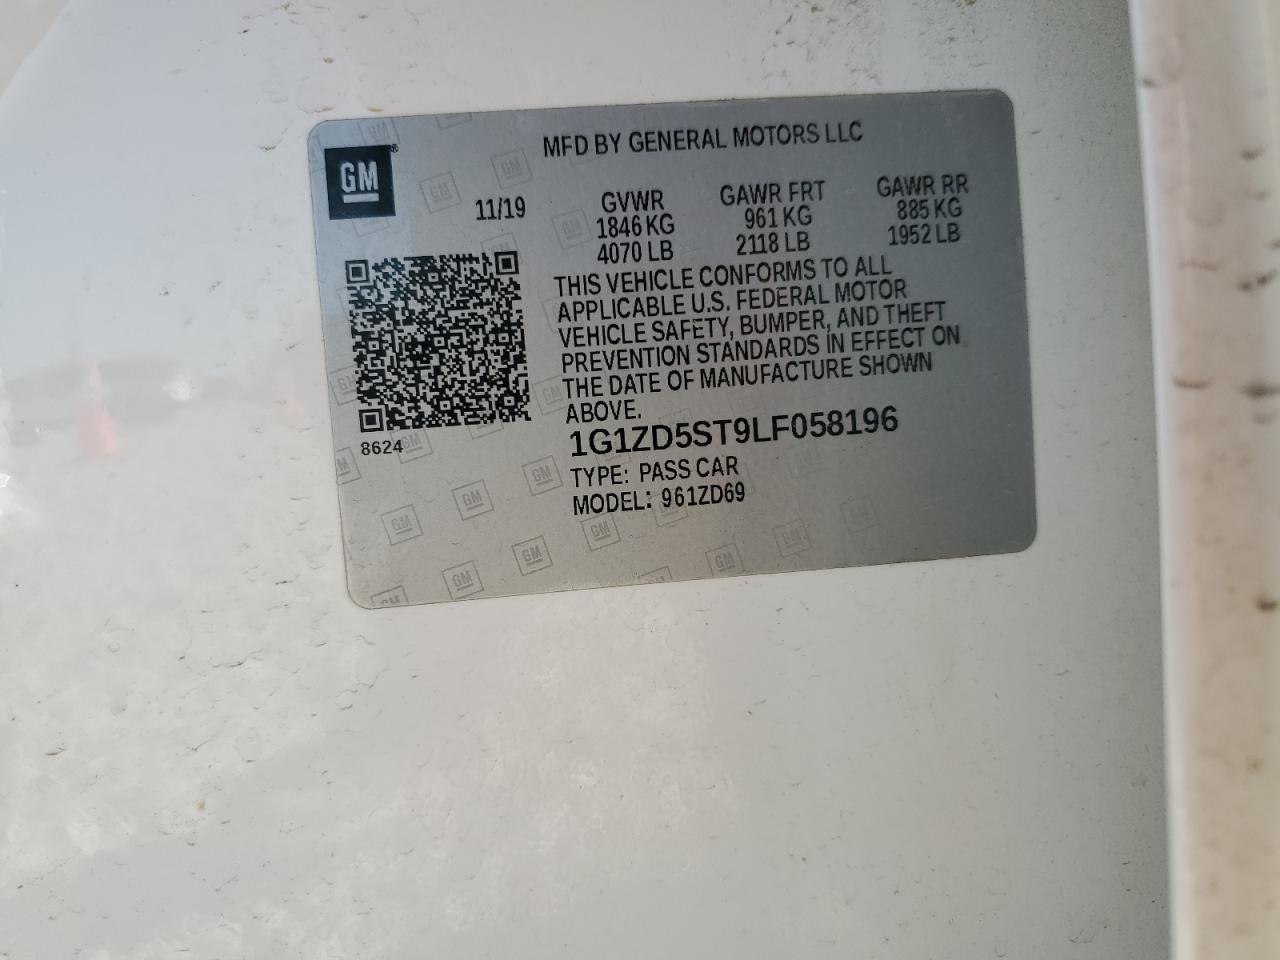 MFD BY GENERAL MOTORS LLC
GM®
11/19
GVWR
1846 KG
4070 LB
GAWR FRT
961 KG
2118 LB
GAWR RR
885 KG
1952 LB
THIS VEHICLE CONFORMS TO ALL
APPLICABLE U.S. FEDERAL MOTOR
VEHICLE SAFETY, BUMPER, AND THEFT
PREVENTION STANDARDS IN EFFECT ON
THE DATE OF MANUFACTURE SHOWN
ABOVE.
8624
1G1ZD5ST9LF058196
TYPE: PASS CAR
MODEL: 961ZD69